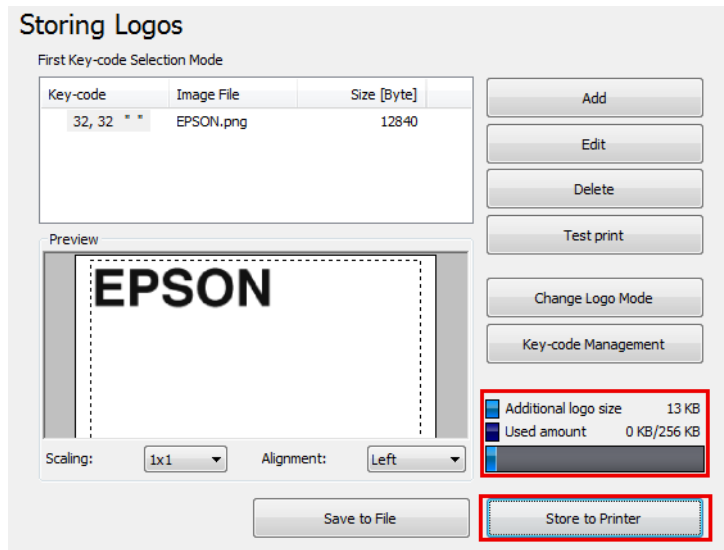 Storing Logos
First Key-code Selection Mode
Key-code Image File Size [Byte]
32, 32 " " EPSON.png 12840
Add
Edit
Delete
Test print
Preview
EPSON
Change Logo Mode
Key-code Management
Additional logo size 13 KB
Used amount 0 KB/256 KB
Scaling: 1x1 Alignment: Left
Save to File
Store to Printer